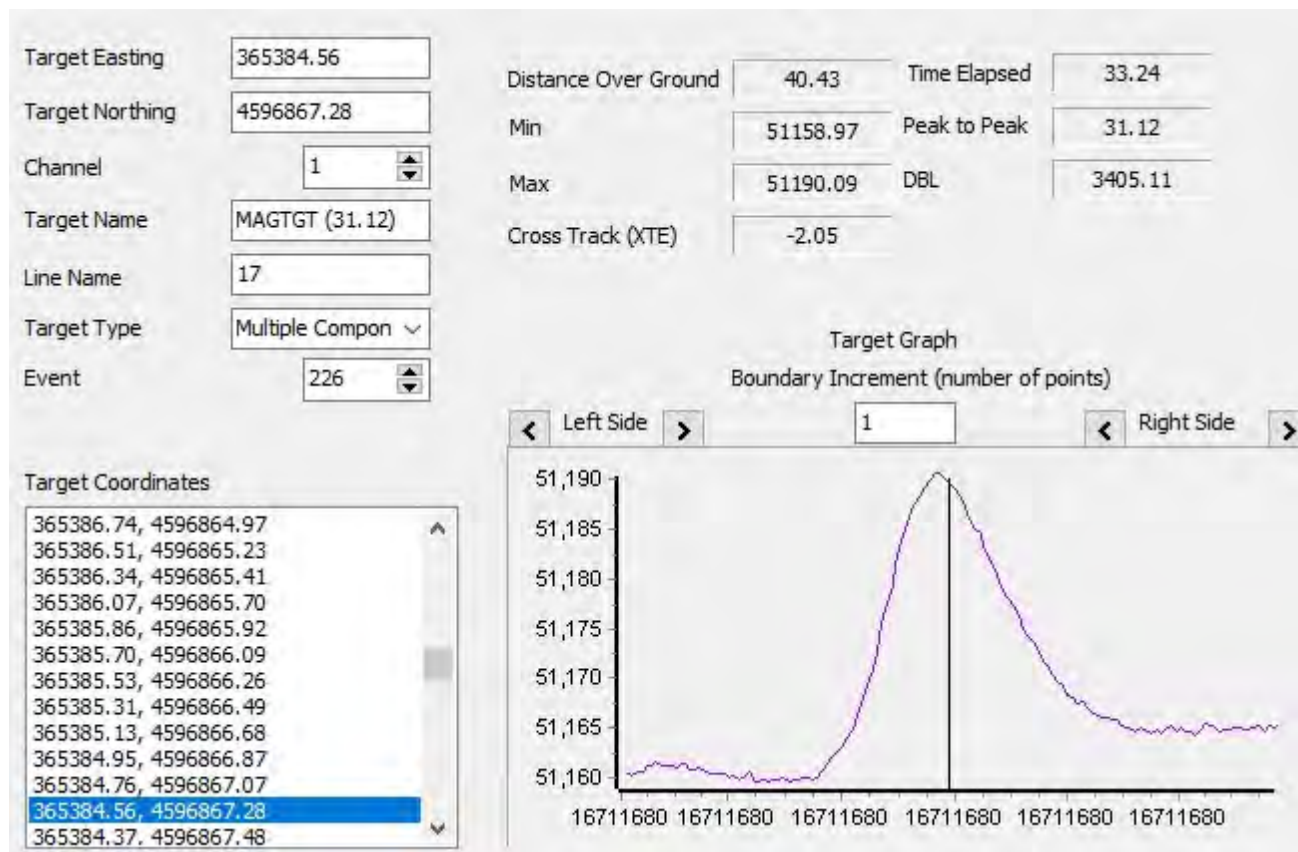 Target Easting 365384.56
Target Northing 4596867.28
Channel 1
Target Name MAGTGT (31.12)
Line Name 17
Target Type Multiple Compon
Event 226
Distance Over Ground 40.43 Time Elapsed 33.24
Min 51158.97 Peak to Peak 31.12
Max 51190.09 DBL 3405.11
Cross Track (XTE) -2.05
Target Coordinates
365386.74, 4596864.97
365386.51, 4596865.23
365386.34, 4596865.41
365386.07, 4596865.70
365385.86, 4596865.92
365385.70, 4596866.09
365385.53, 4596866.26
365385.31, 4596866.49
365385.13, 4596866.68
365384.95, 4596866.87
365384.76, 4596867.07
365384.56, 4596867.28
365384.37, 4596867.48
Target Graph
Boundary Increment (number of points)
Left Side 1 Right Side
51,190
51,185
51,180
51,175
51,170
51,165
51,160
16711680 16711680 16711680 16711680 16711680 16711680